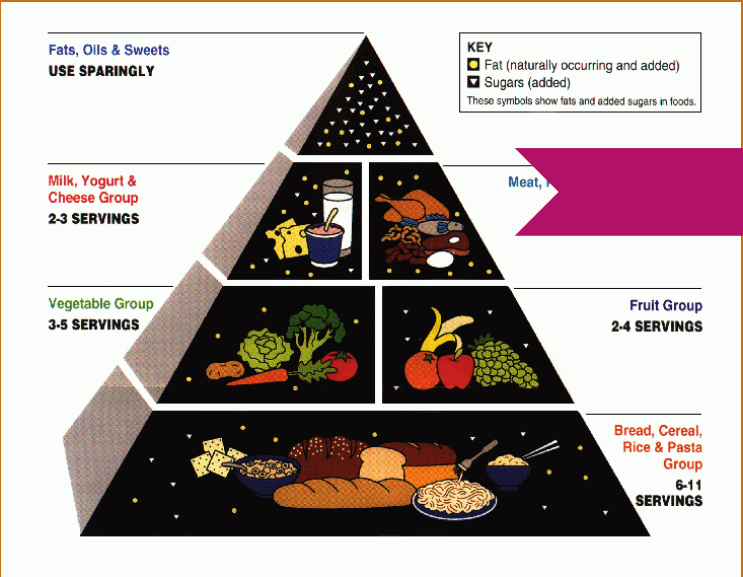 Fats, Oils & Sweets
USE SPARINGLY
KEY
Fat (naturally occurring and added)
Sugars (added)
These symbols show fats and added sugars in foods.
Milk, Yogurt &
Cheese Group
2-3 SERVINGS
Meat,
Vegetable Group
3-5 SERVINGS
Fruit Group
2-4 SERVINGS
Bread, Cereal,
Rice & Pasta
Group
6-11
SERVINGS